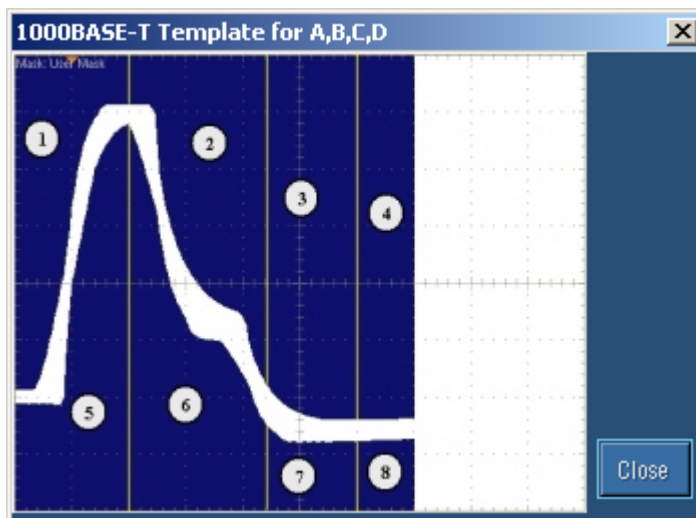 1000BASE-T Template for A,B,C,D
Mask: User Mask
1
2
3
4
5
6
7
8
Close